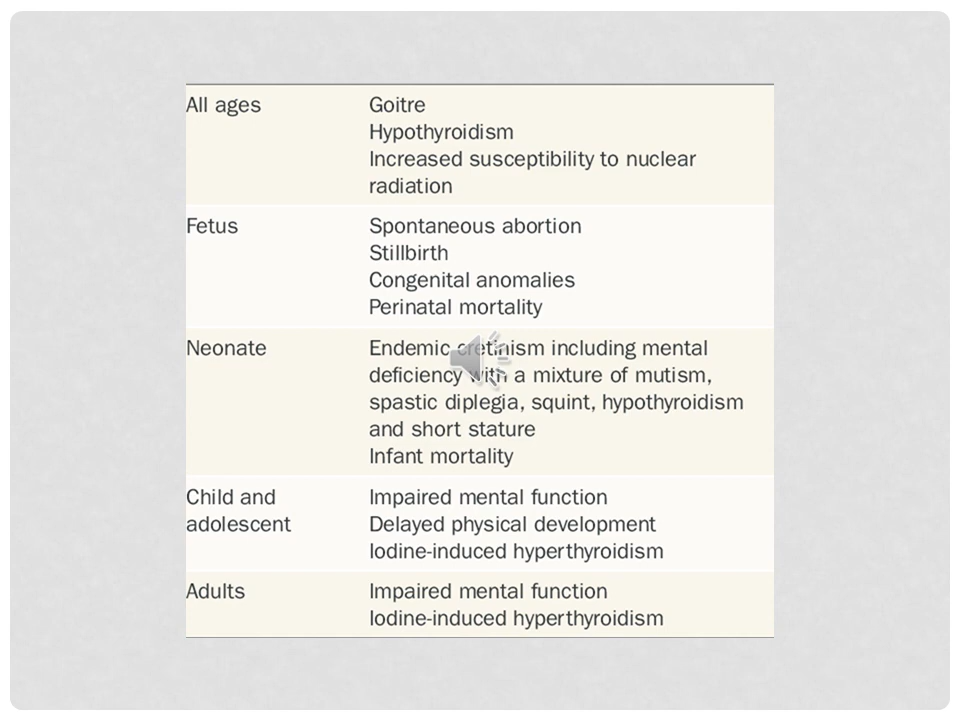 All ages
Goitre
Hypothyroidism
Increased susceptibility to nuclear
radiation
Fetus
Spontaneous abortion
Stillbirth
Congenital anomalies
Perinatal mortality
Neonate
Endemic cretinism including mental
deficiency with a mixture of mutism,
spastic diplegia, squint, hypothyroidism
and short stature
Infant mortality
Child and
adolescent
Impaired mental function
Delayed physical development
Iodine-induced hyperthyroidism
Adults
Impaired mental function
Iodine-induced hyperthyroidism